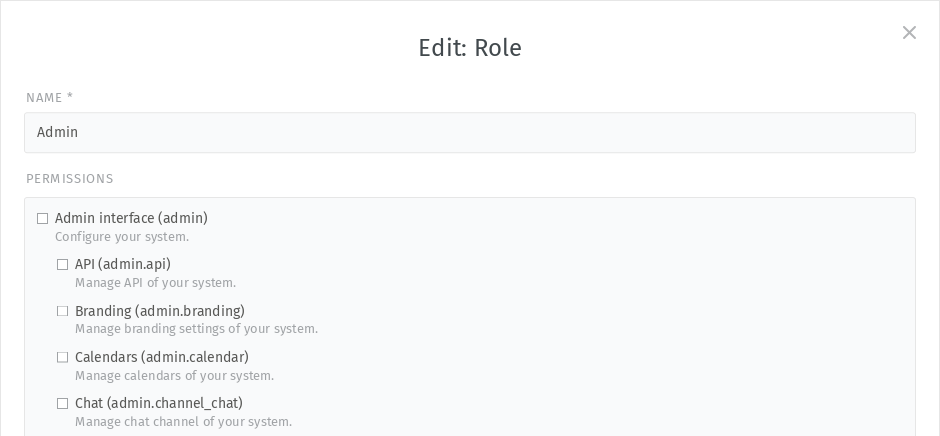 Edit: Role
NAME *
Admin
PERMISSIONS
Admin interface (admin)
Configure your system.
API (admin.api)
Manage API of your system.
Branding (admin.branding)
Manage branding settings of your system.
Calendars (admin.calendar)
Manage calendars of your system.
Chat (admin.channel_chat)
Manage chat channel of your system.